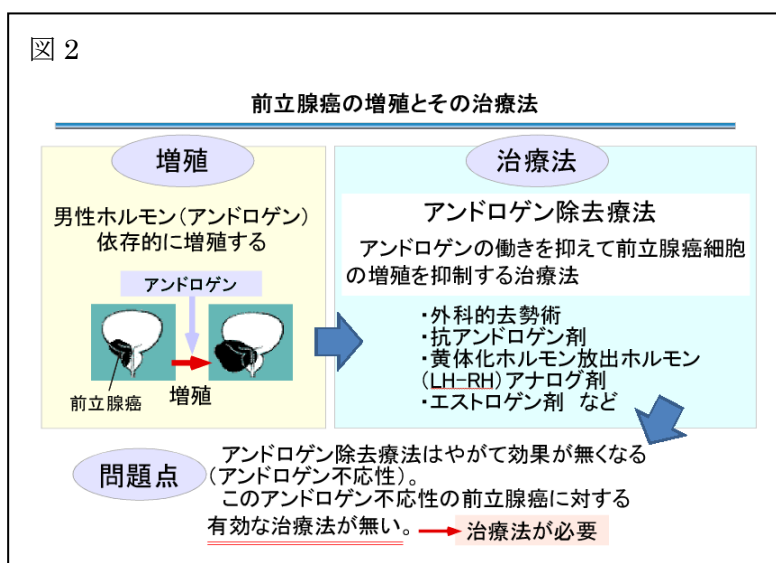 図 2
前立腺癌の増殖とその治療法
増殖
男性ホルモン(アンドロゲン)
依存的に増殖する
アンドロゲン
前立腺癌
増殖
治療法
アンドロゲン除去療法
アンドロゲンの働きを抑えて前立腺癌細胞
の増殖を抑制する治療法
・外科的去勢術
・抗アンドロゲン剤
・黄体化ホルモン放出ホルモン
(LH-RH)アナログ剤
・エストロゲン剤 など
問題点
アンドロゲン除去療法はやがて効果が無くなる
(アンドロゲン不応性)。
このアンドロゲン不応性の前立腺癌に対する
有効な治療法が無い。
治療法が必要